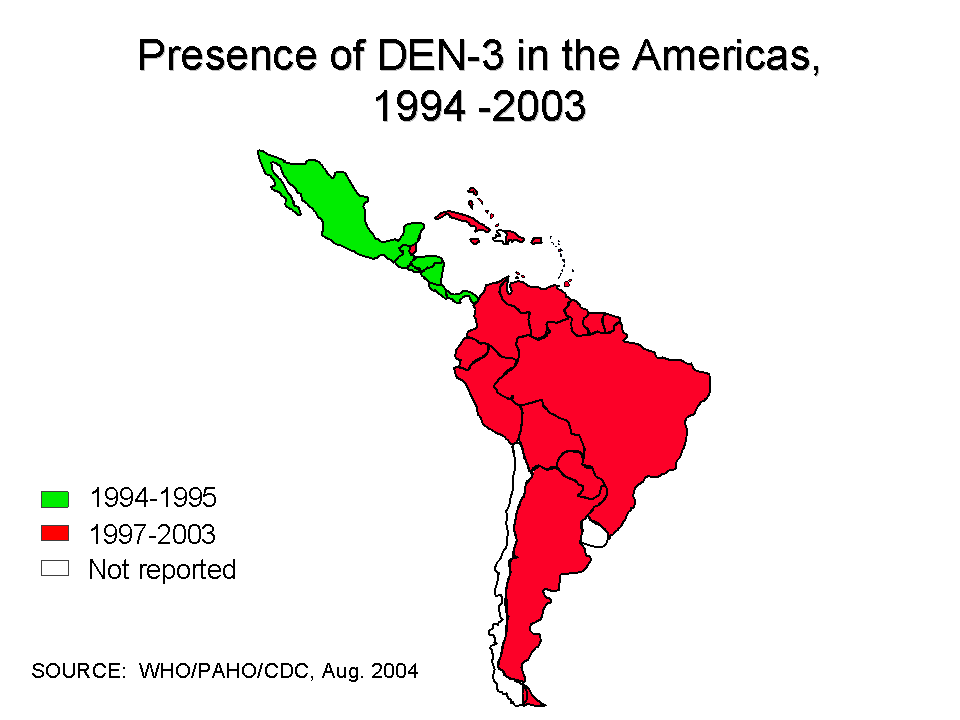 Presence of DEN-3 in the Americas,
1994 -2003
1994-1995
1997-2003
Not reported
SOURCE:  WHO/PAHO/CDC, Aug. 2004